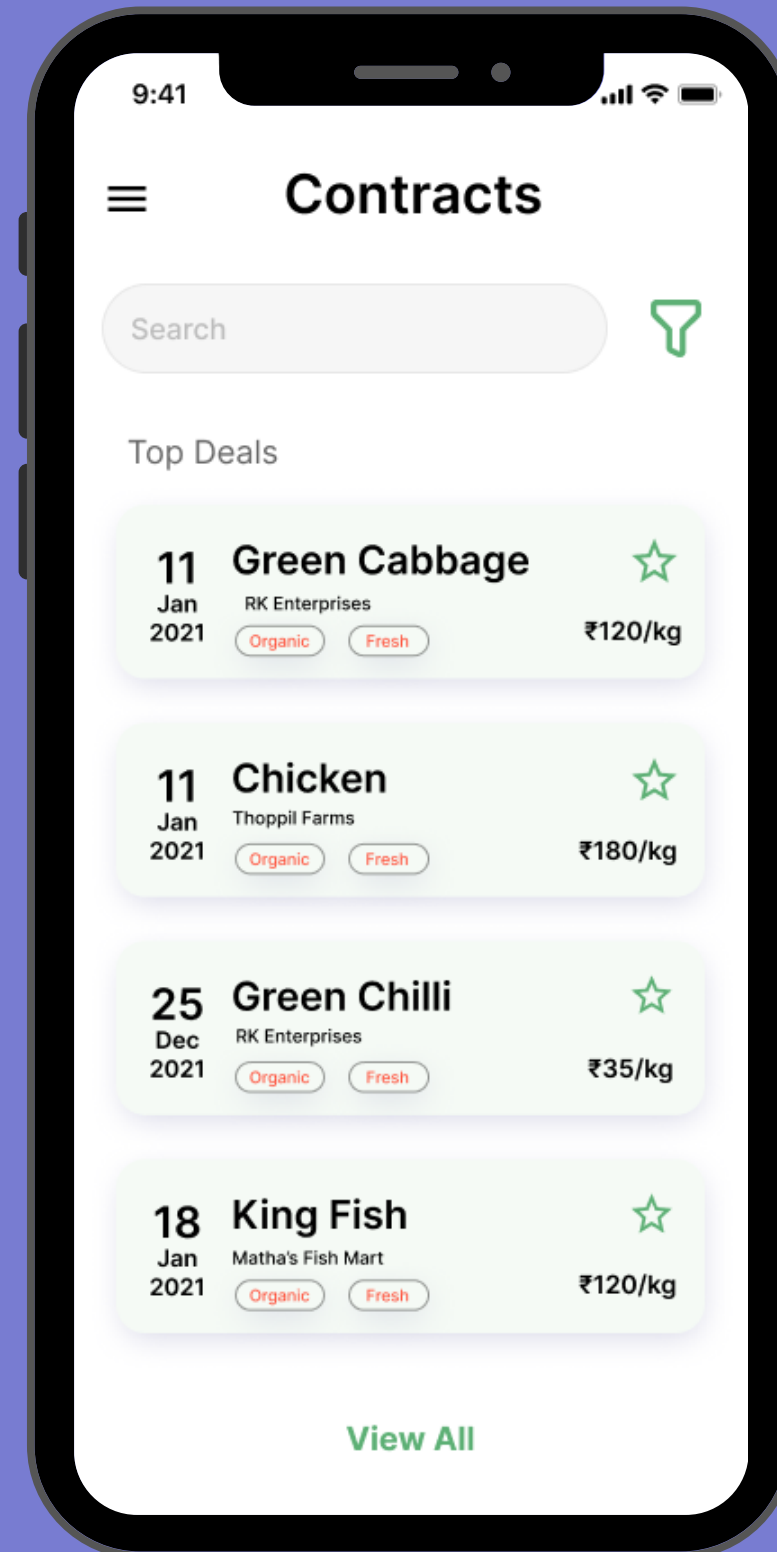 9:41
Contracts
Search
Top Deals
11
Jan
2021
Green Cabbage
RK Enterprises
Organic
Fresh
₹120/kg
11
Jan
2021
Chicken
Thoppil Farms
Organic
Fresh
₹180/kg
25
Dec
2021
Green Chilli
RK Enterprises
Organic
Fresh
₹35/kg
18
Jan
2021
King Fish
Matha's Fish Mart
Organic
Fresh
₹120/kg
View All